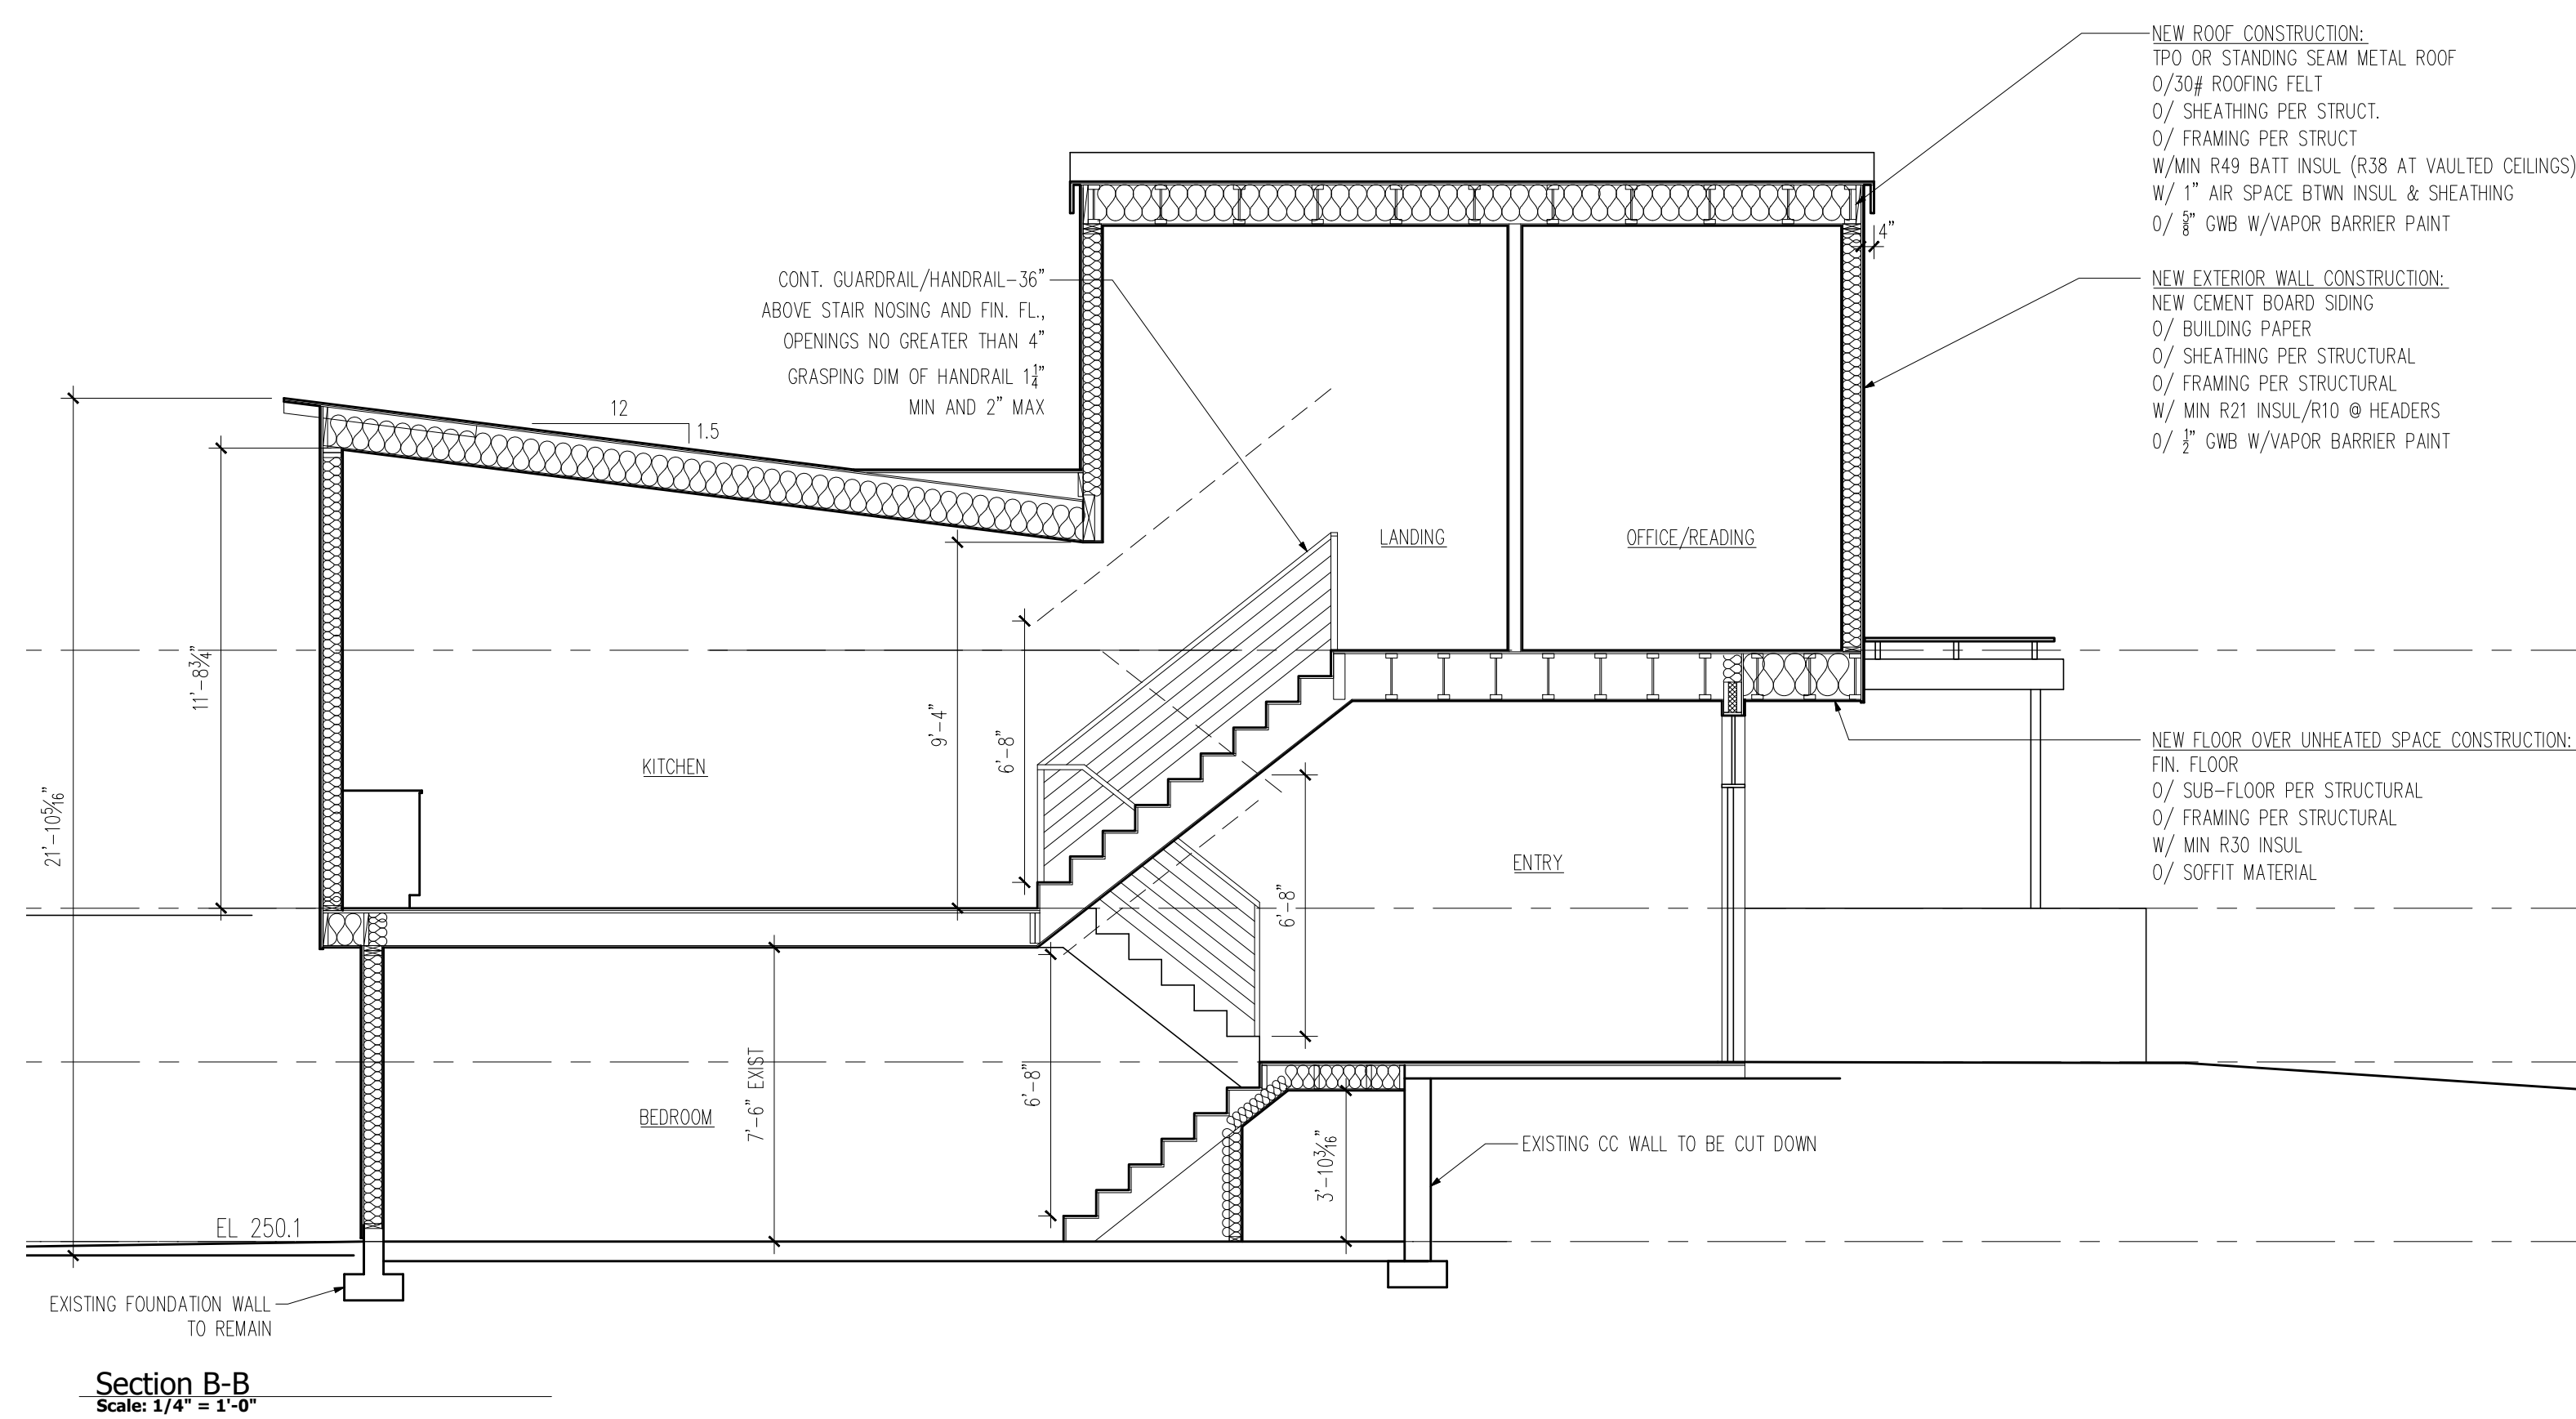 NEW ROOF CONSTRUCTION:
TPO OR STANDING SEAM METAL ROOF
O/30# ROOFING FELT
O/ SHEATHING PER STRUCT.
O/ FRAMING PER STRUCT
W/MIN R49 BATT INSUL (R38 AT VAULTED CEILINGS)
W/ 1" AIR SPACE BTWN INSUL & SHEATHING
O/ 5/8" GWB W/VAPOR BARRIER PAINT
4"
NEW EXTERIOR WALL CONSTRUCTION:
NEW CEMENT BOARD SIDING
O/ BUILDING PAPER
O/ SHEATHING PER STRUCTURAL
O/ FRAMING PER STRUCTURAL
W/ MIN R21 INSUL/R10 @ HEADERS
O/ 1/2" GWB W/VAPOR BARRIER PAINT
CONT. GUARDRAIL/HANDRAIL-36"
ABOVE STAIR NOSING AND FIN. FL.,
OPENINGS NO GREATER THAN 4"
GRASPING DIM OF HANDRAIL 1 1/4"
MIN AND 2" MAX
12
1.5
LANDING
OFFICE/READING
21'-10 5/16"
11'-8 3/4"
KITCHEN
9'-4"
6'-8"
NEW FLOOR OVER UNHEATED SPACE CONSTRUCTION:
FIN. FLOOR
O/ SUB-FLOOR PER STRUCTURAL
O/ FRAMING PER STRUCTURAL
W/ MIN R30 INSUL
O/ SOFFIT MATERIAL
ENTRY
6'-8"
BEDROOM
7'-6" EXIST
6'-8"
3'-10 3/16"
EXISTING CC WALL TO BE CUT DOWN
EL 250.1
EXISTING FOUNDATION WALL
TO REMAIN
Section B-B
Scale: 1/4" = 1'-0"